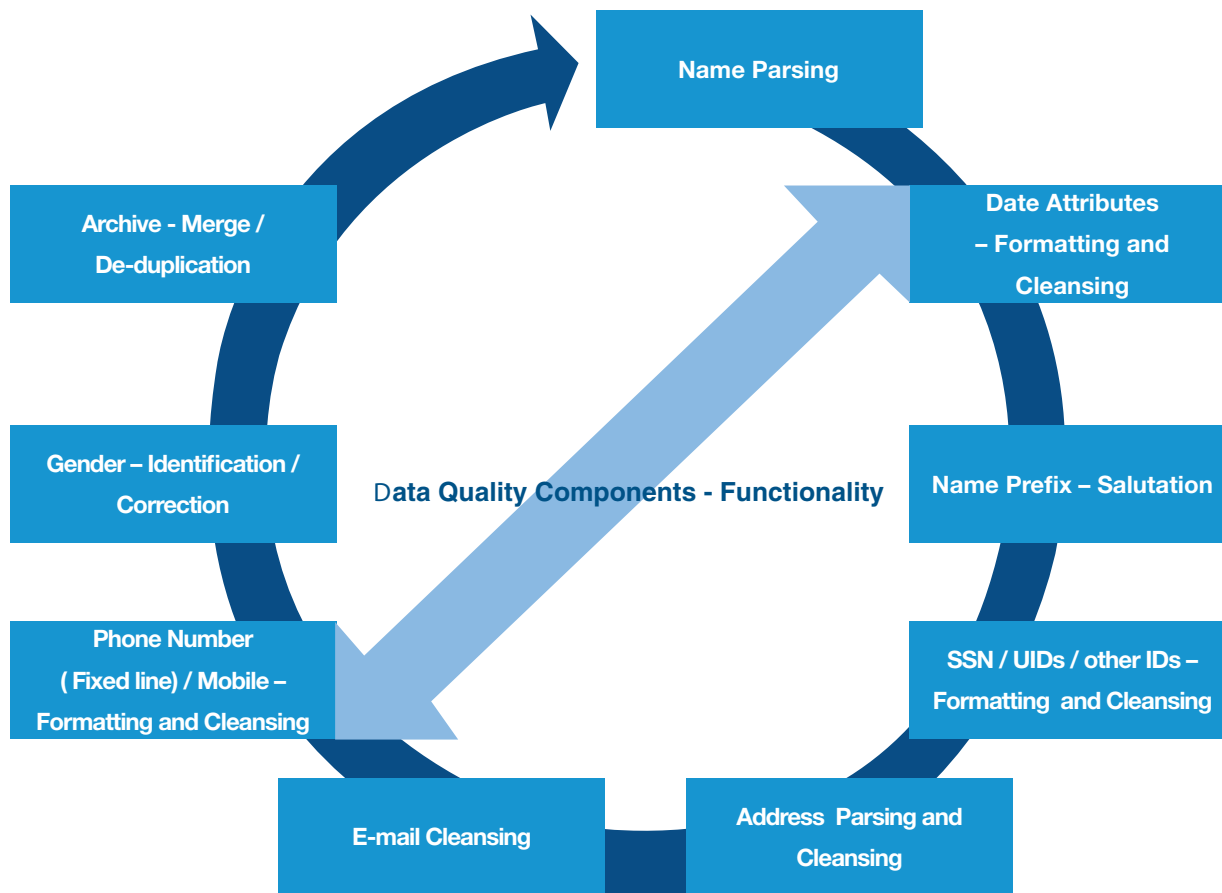 Name Parsing
Date Attributes
– Formatting and
Cleansing
Name Prefix – Salutation
SSN / UIDs / other IDs –
Formatting and Cleansing
Address Parsing and
Cleansing
E-mail Cleansing
Phone Number
( Fixed line) / Mobile –
Formatting and Cleansing
Gender – Identification /
Correction
Archive - Merge /
De-duplication
Data Quality Components - Functionality